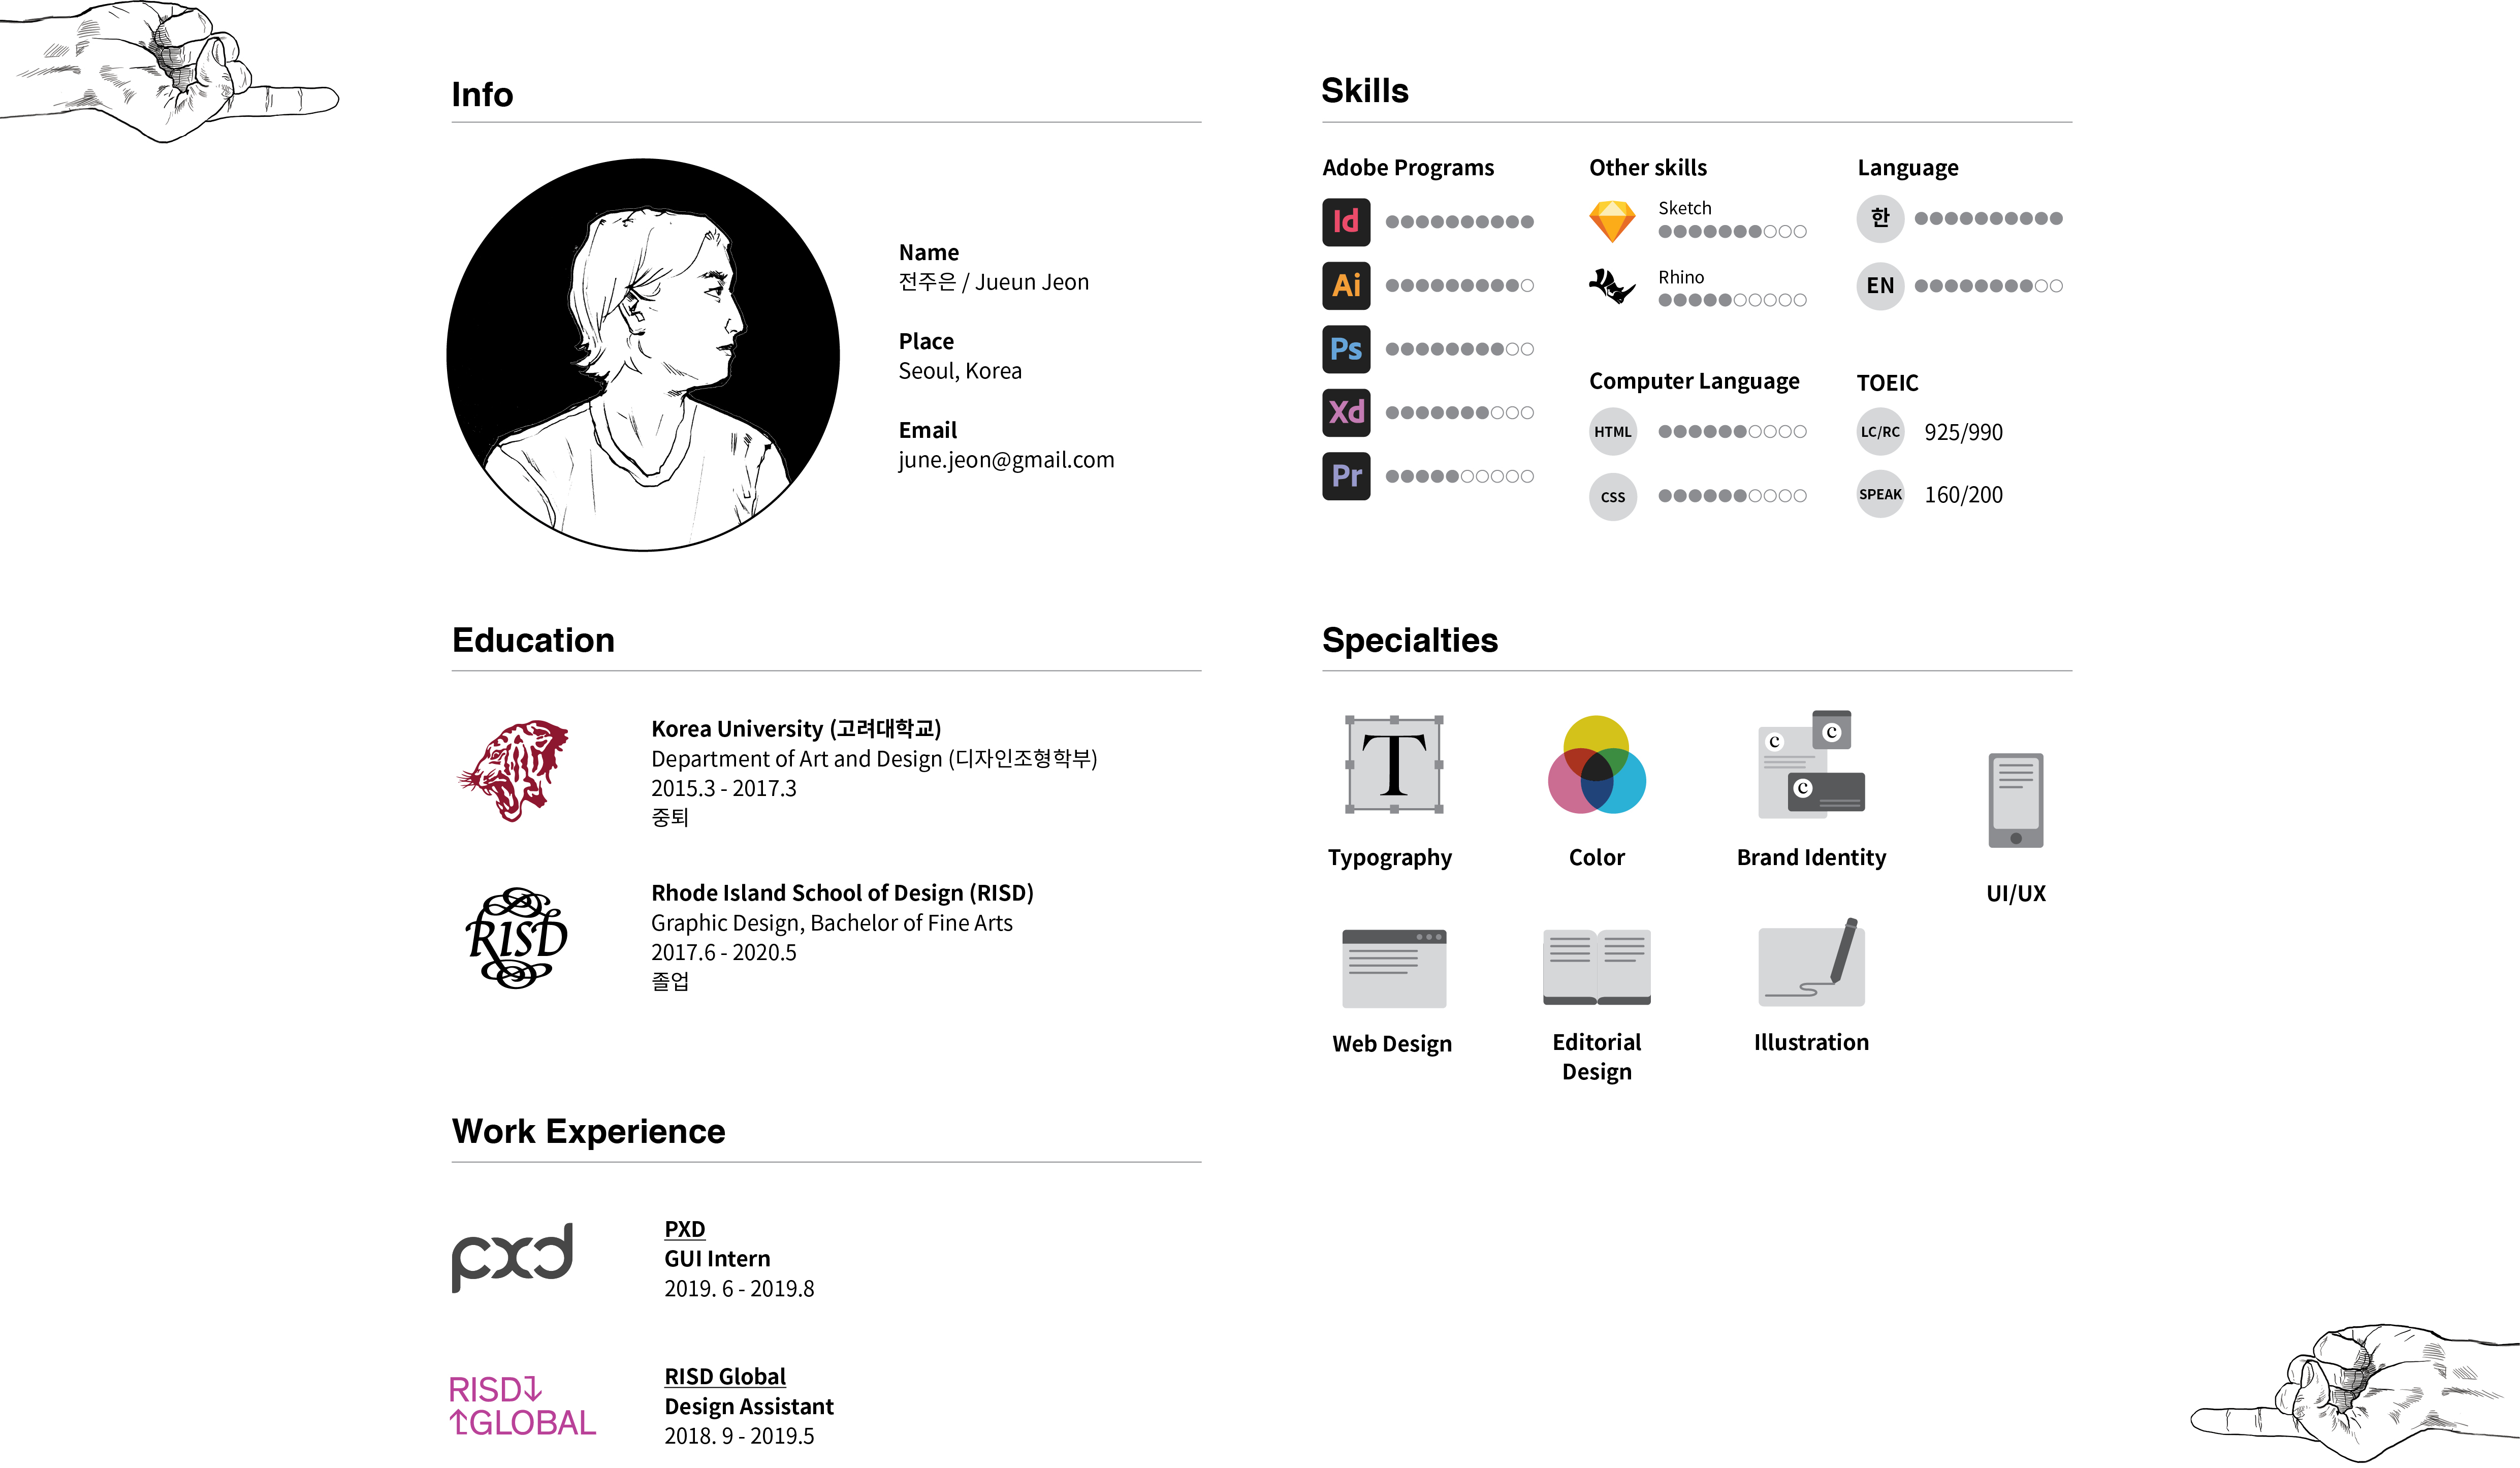 Info
Name
전주은 / Jueun Jeon
Place
Seoul, Korea
Email
june.jeon@gmail.com
Education
Korea University (고려대학교)
Department of Art and Design (디자인조형학부)
2015.3 - 2017.3
중퇴
RISD
Rhode Island School of Design (RISD)
Graphic Design, Bachelor of Fine Arts
2017.6 - 2020.5
졸업
Work Experience
pxd
PXD
GUI Intern
2019. 6 - 2019.8
RISD
GLOBAL
RISD Global
Design Assistant
2018. 9 - 2019.5
Skills
Adobe Programs
Id
Ai
Ps
Xd
Pr
Other skills
Sketch
Rhino
Computer Language
HTML
CSS
Language
한
EN
TOEIC
LC/RC 925/990
SPEAK 160/200
Specialties
T
Typography
Color
C
C
C
Brand Identity
UI/UX
Web Design
Editorial
Design
Illustration